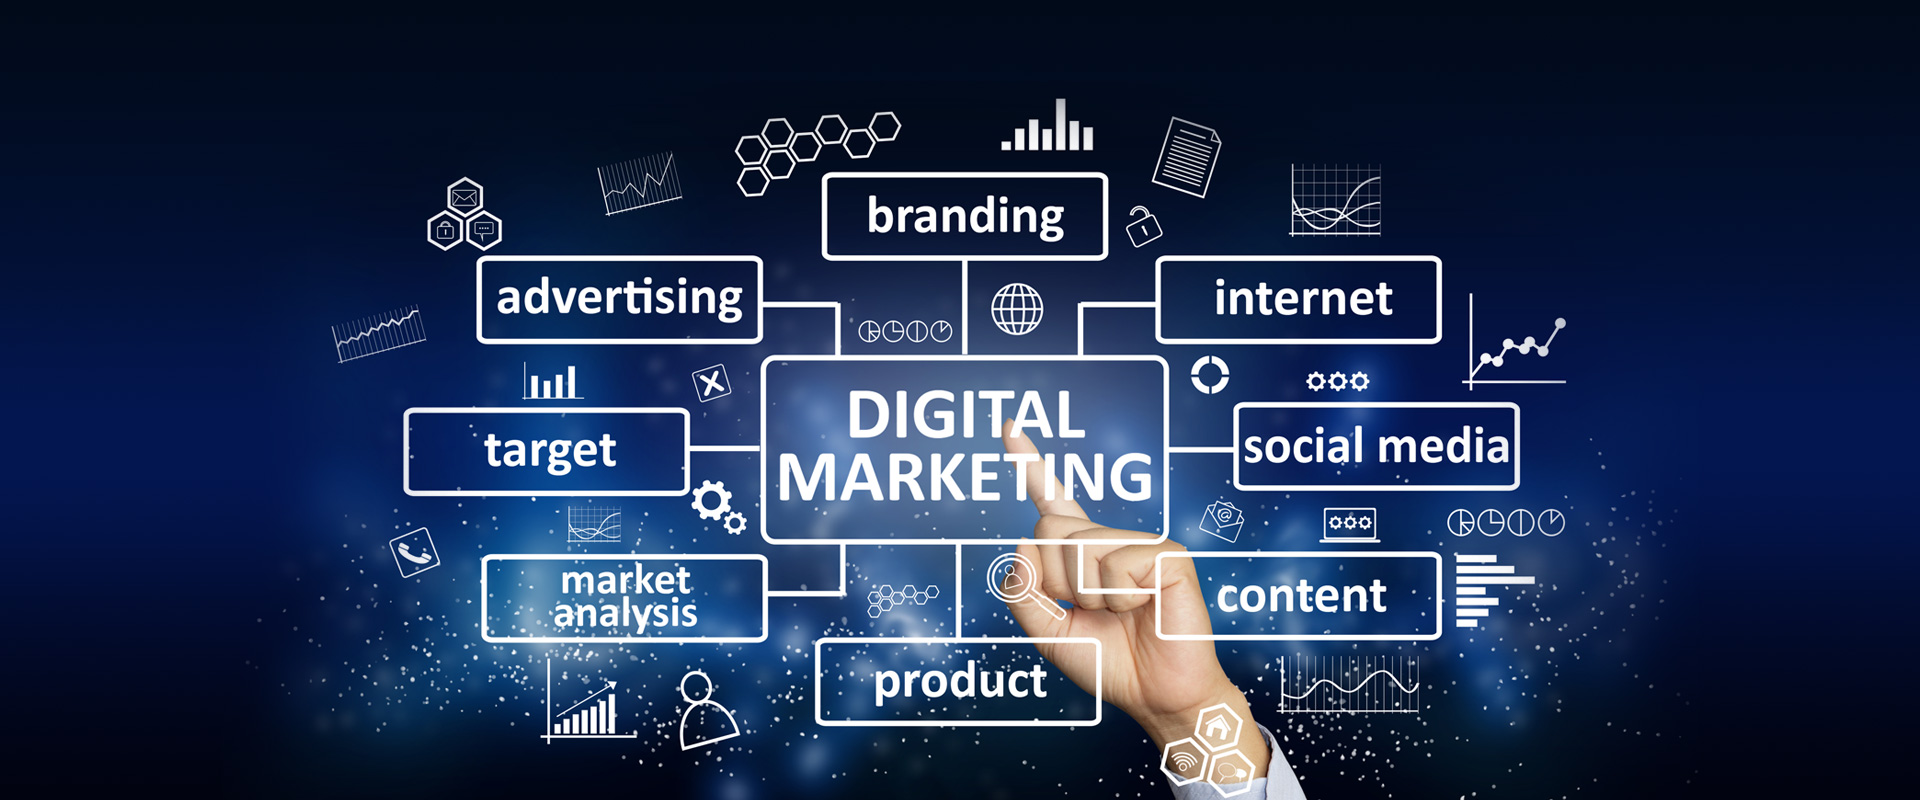 branding
advertising
internet
DIGITAL
MARKETING
target
social media
market
analysis
content
product